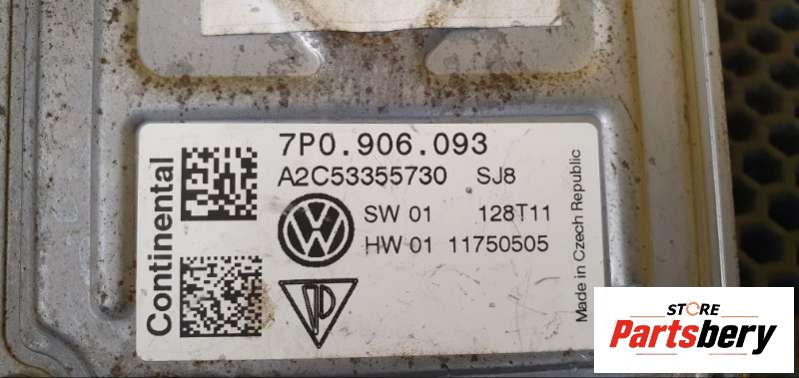 Continental
7P0.906.093
A2C53355730 SJ8
SW 01 128T11
HW 01 11750505
Made in Czech Republic
STORE
Partsbery